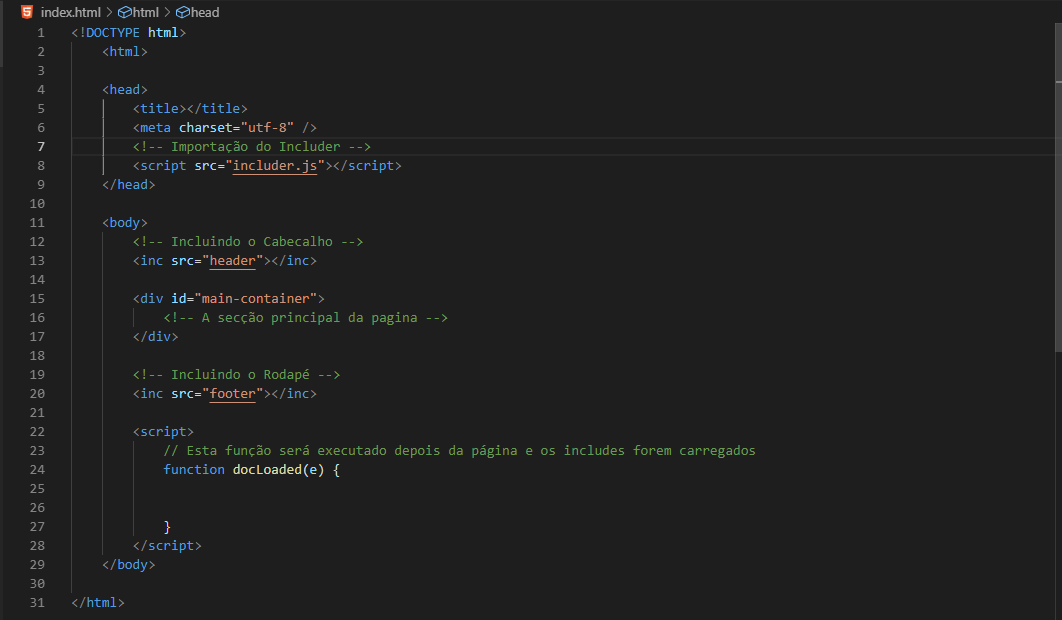 index.html > html > head
1 <!DOCTYPE html>
2 <html>
3
4 <head>
5 <title></title>
6 <meta charset="utf-8" />
7 <!-- Importação do Includer -->
8 <script src="includer.js"></script>
9 </head>
10
11 <body>
12 <!-- Incluindo o Cabecalho -->
13 <inc src="header"></inc>
14
15 <div id="main-container">
16 <!-- A secção principal da pagina -->
17 </div>
18
19 <!-- Incluindo o Rodapé -->
20 <inc src="footer"></inc>
21
22 <script>
23 // Esta função será executado depois da página e os includes forem carregados
24 function docLoaded(e) {
25
26
27 }
28 </script>
29 </body>
30
31 </html>